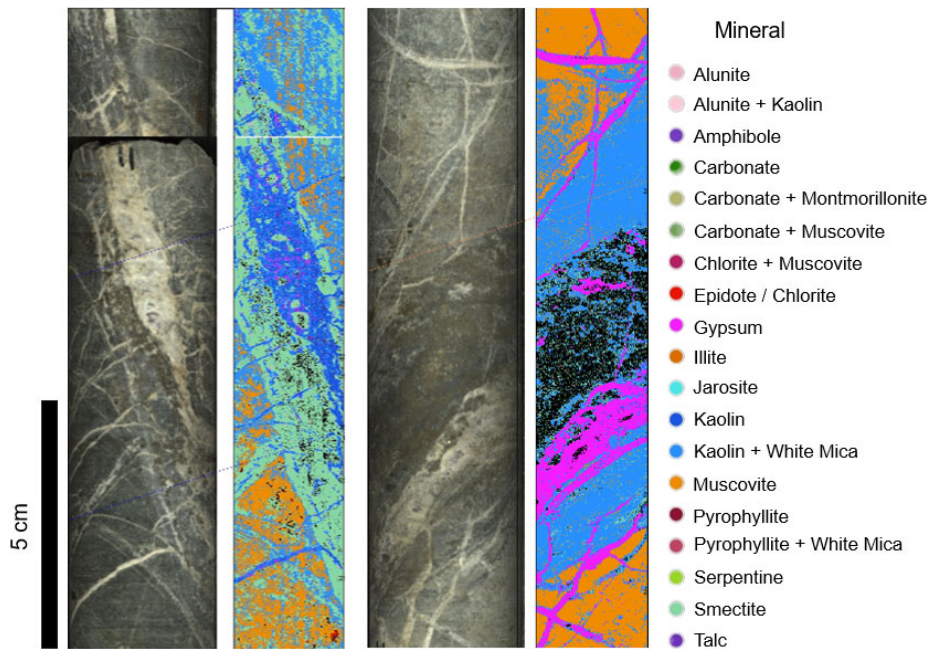 Mineral
Alunite
Alunite + Kaolin
Amphibole
Carbonate
Carbonate + Montmorillonite
Carbonate + Muscovite
Chlorite + Muscovite
Epidote / Chlorite
Gypsum
Illite
Jarosite
Kaolin
Kaolin + White Mica
Muscovite
Pyrophyllite
Pyrophyllite + White Mica
Serpentine
Smectite
Talc
5 cm